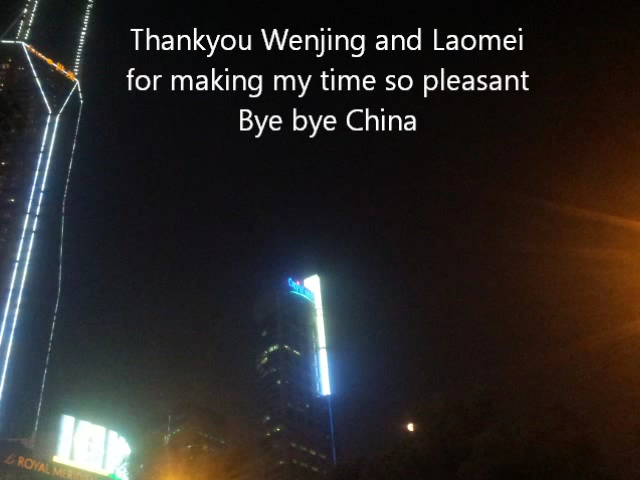 Thankyou Wenjing and Laomei
for making my time so pleasant
Bye bye China
ROYAL